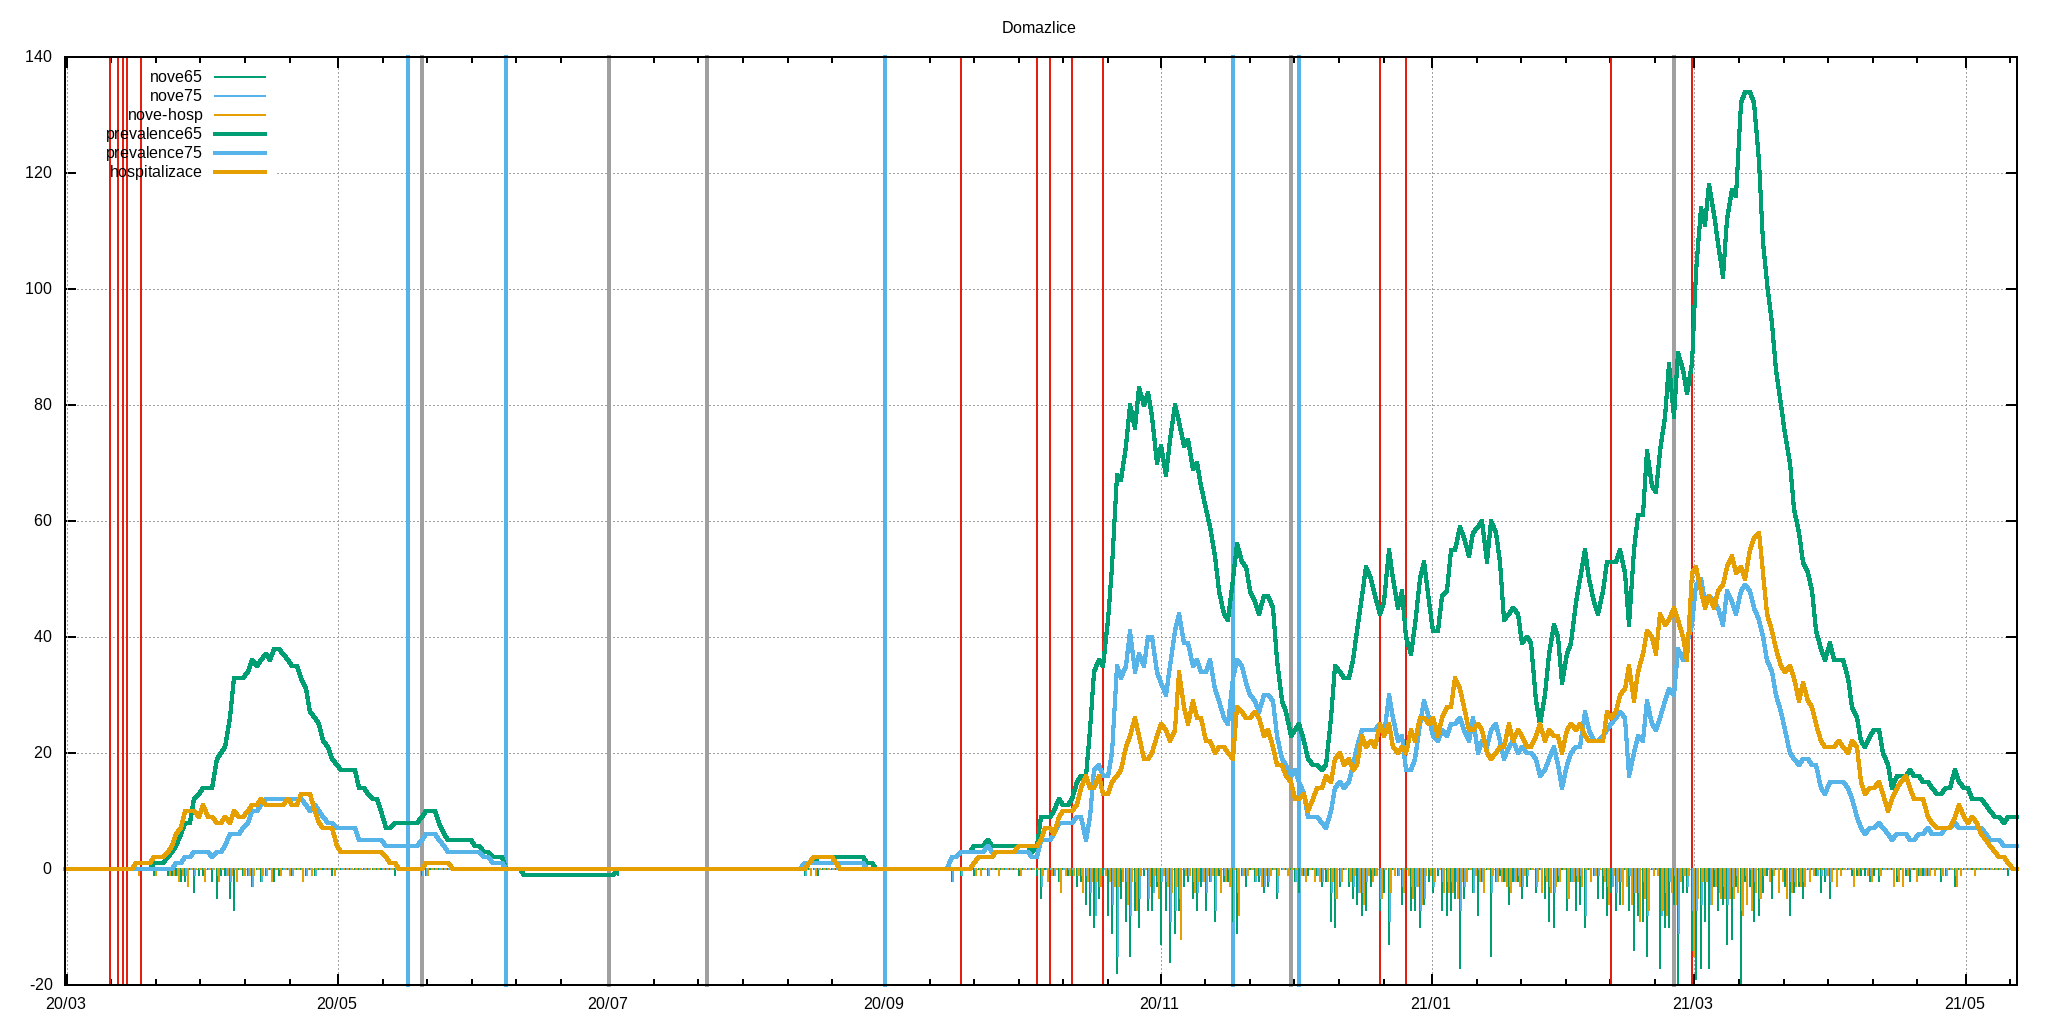 Domazlice
140
120
100
80
60
40
20
0
-20
nove65
nove75
nove-hosp
prevalence65
prevalence75
hospitalizace
20/03 20/05 20/07 20/09 20/11 21/01 21/03 21/05